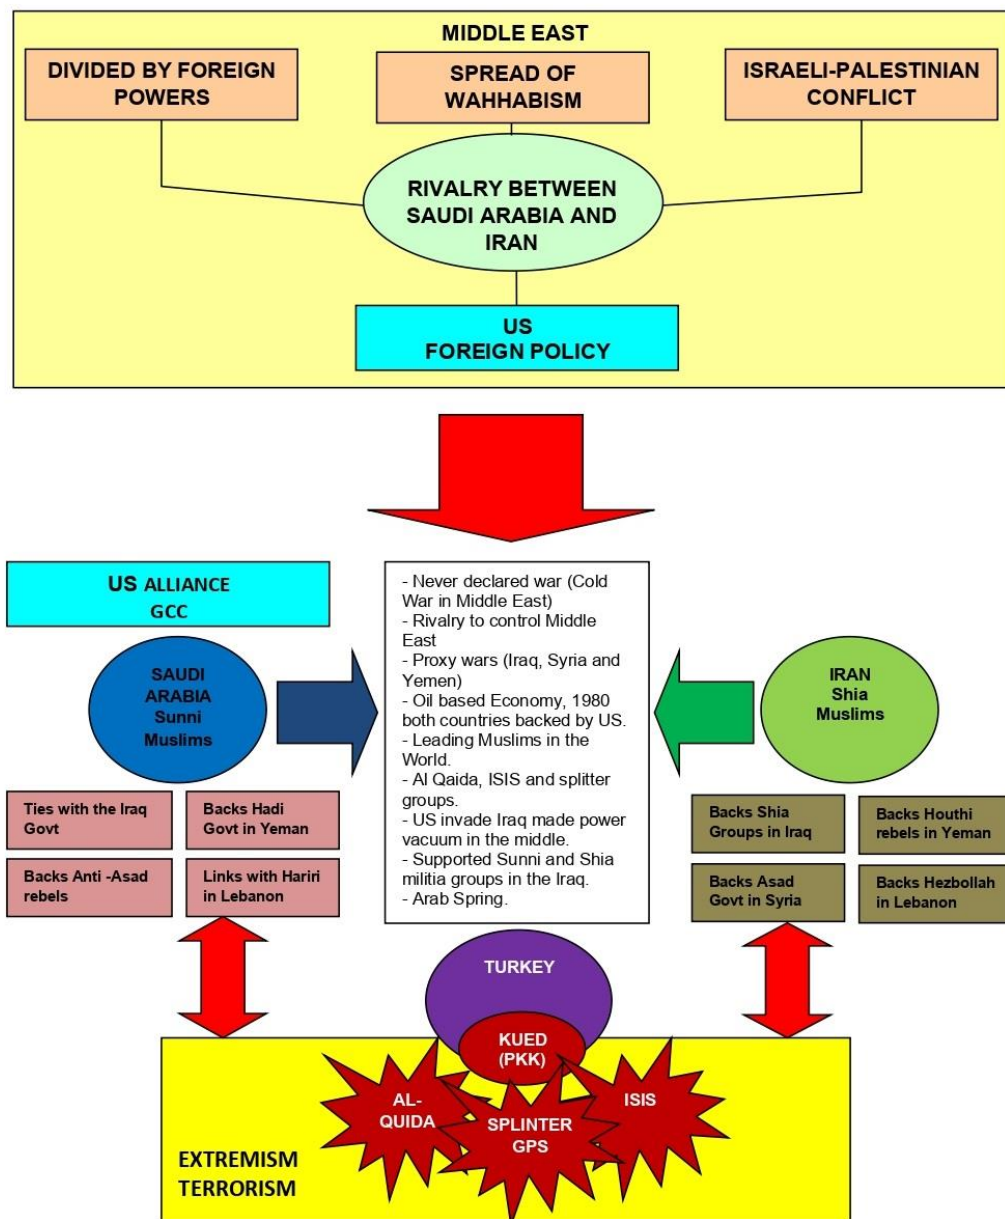 MIDDLE EAST
DIVIDED BY FOREIGN
POWERS
SPREAD OF
WAHHABISM
ISRAELI-PALESTINIAN
CONFLICT
RIVALRY BETWEEN
SAUDI ARABIA AND
IRAN
US
FOREIGN POLICY
US ALLIANCE
GCC
SAUDI
ARABIA
Sunni
Muslims
- Never declared war (Cold
War in Middle East)
- Rivalry to control Middle
East
- Proxy wars (Iraq, Syria and
Yemen)
- Oil based Economy, 1980
both countries backed by US.
- Leading Muslims in the
World.
- Al Qaida, ISIS and splitter
groups.
- US invade Iraq made power
vacuum in the middle.
- Supported Sunni and Shia
militia groups in the Iraq.
- Arab Spring.
IRAN
Shia
Muslims
Ties with the Iraq
Govt
Backs Hadi
Govt in Yeman
Backs Anti -Asad
rebels
Links with Hariri
in Lebanon
Backs Shia
Groups in Iraq
Backs Houthi
rebels in Yeman
Backs Asad
Govt in Syria
Backs Hezbollah
in Lebanon
TURKEY
KUED
(PKK)
AL-
QUIDA
SPLINTER
GPS
ISIS
EXTREMISM
TERRORISM